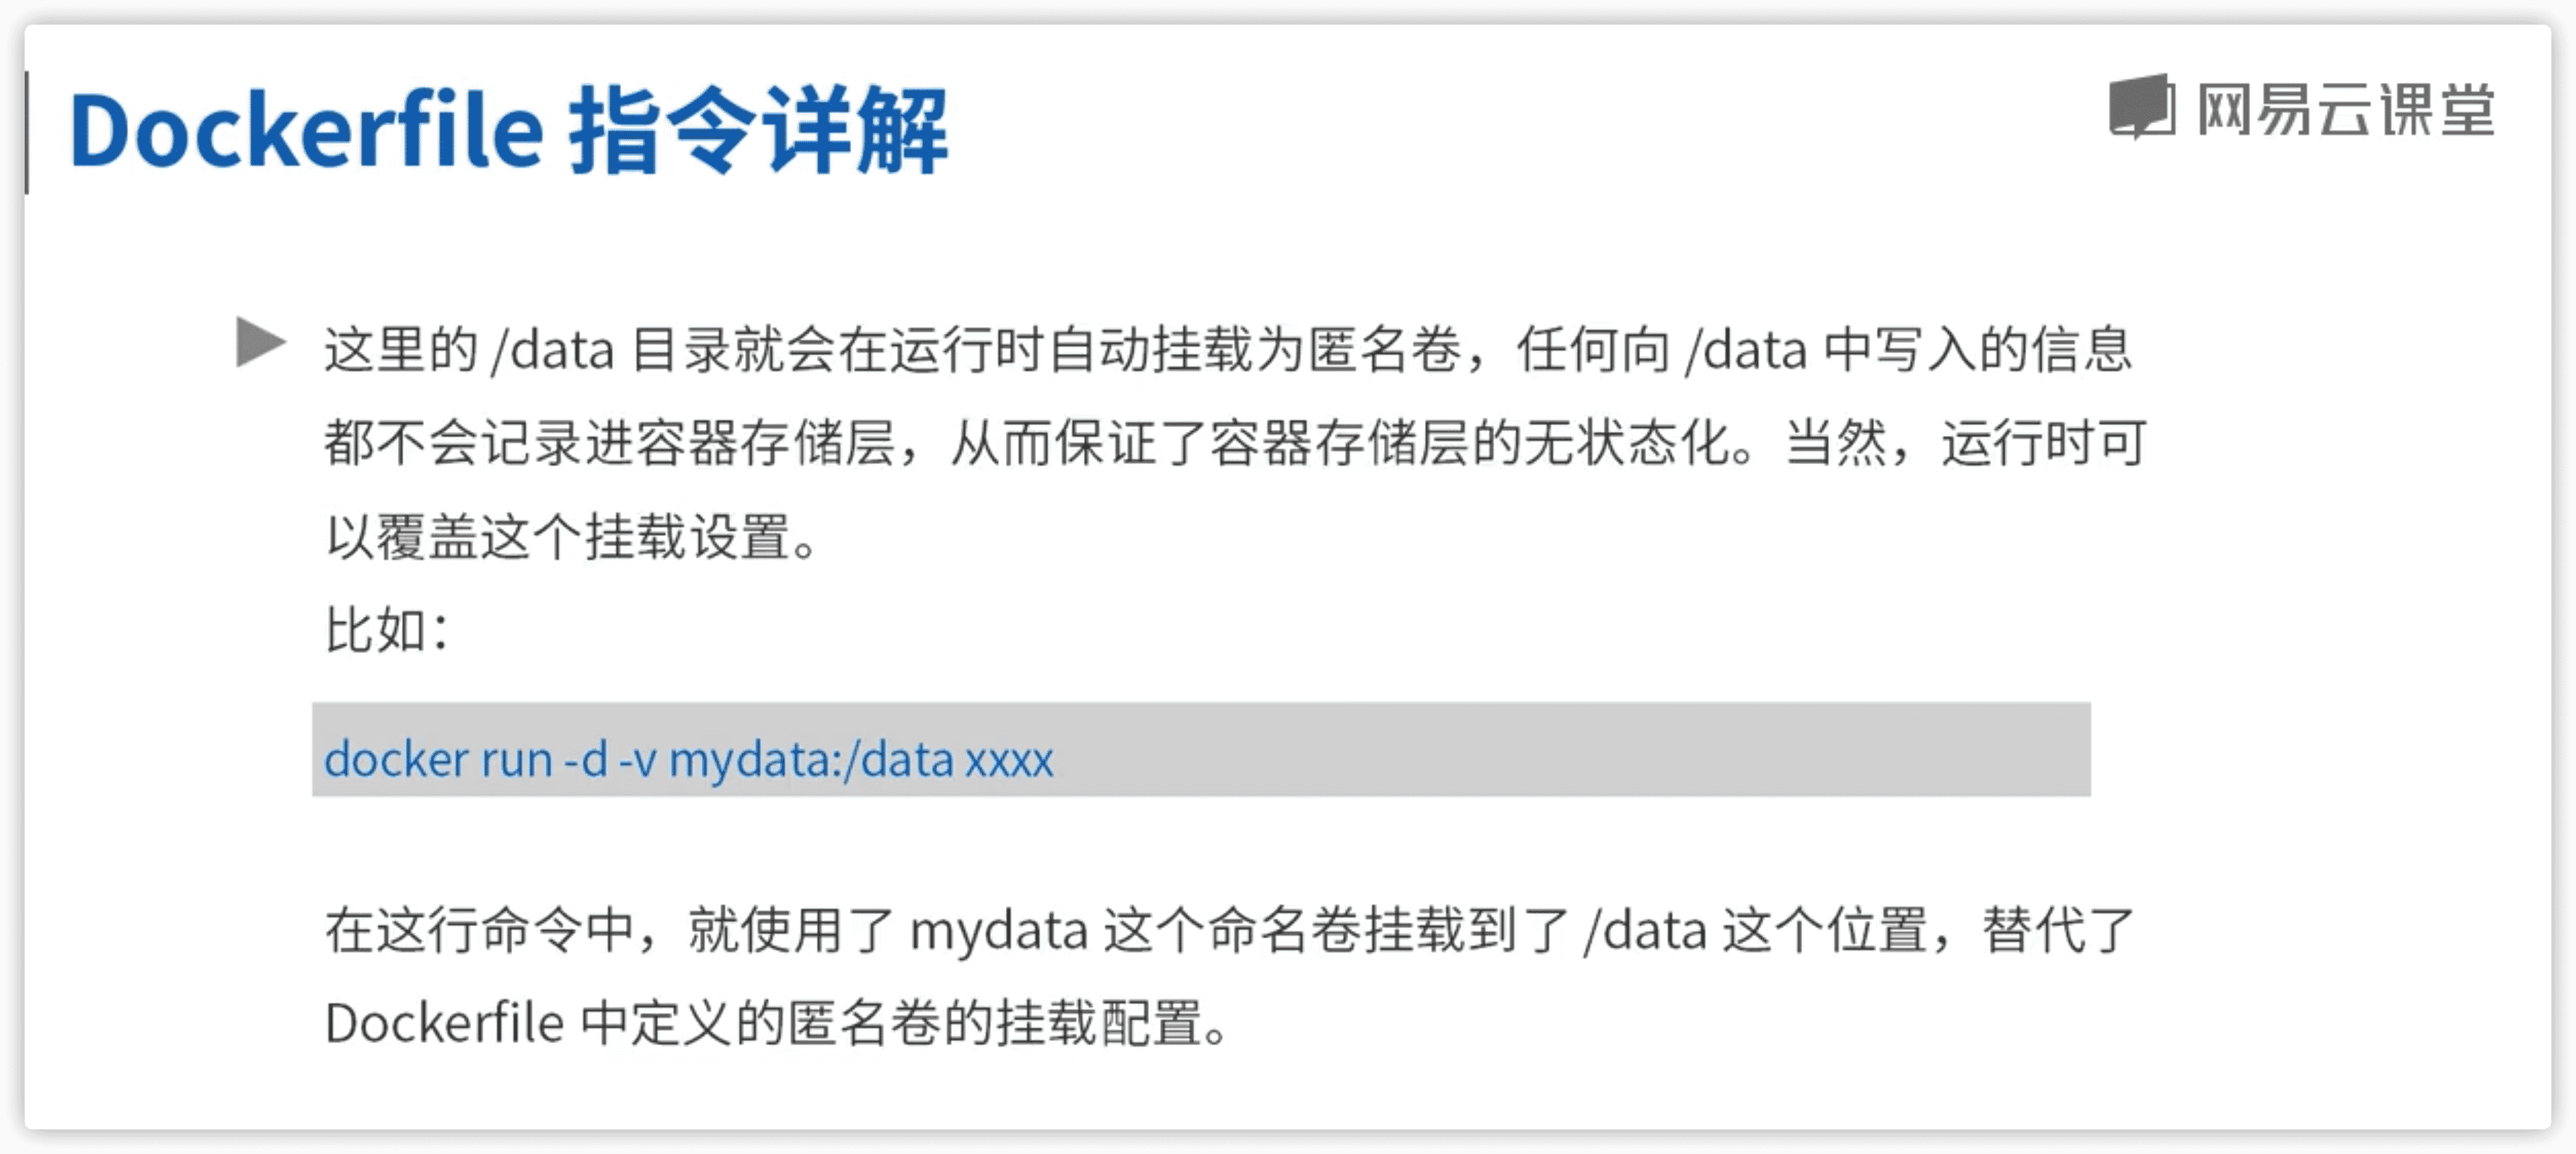 Dockerfile 指令详解
网易云课堂
这里的 /data 目录就会在运行时自动挂载为匿名卷，任何向 /data 中写入的信息
都不会记录进容器存储层，从而保证了容器存储层的无状态化。当然，运行时可
以覆盖这个挂载设置。
比如：
docker run -d -v mydata:/data xxxx
在这行命令中，就使用了 mydata 这个命名卷挂载到了 /data 这个位置，替代了
Dockerfile 中定义的匿名卷的挂载配置。